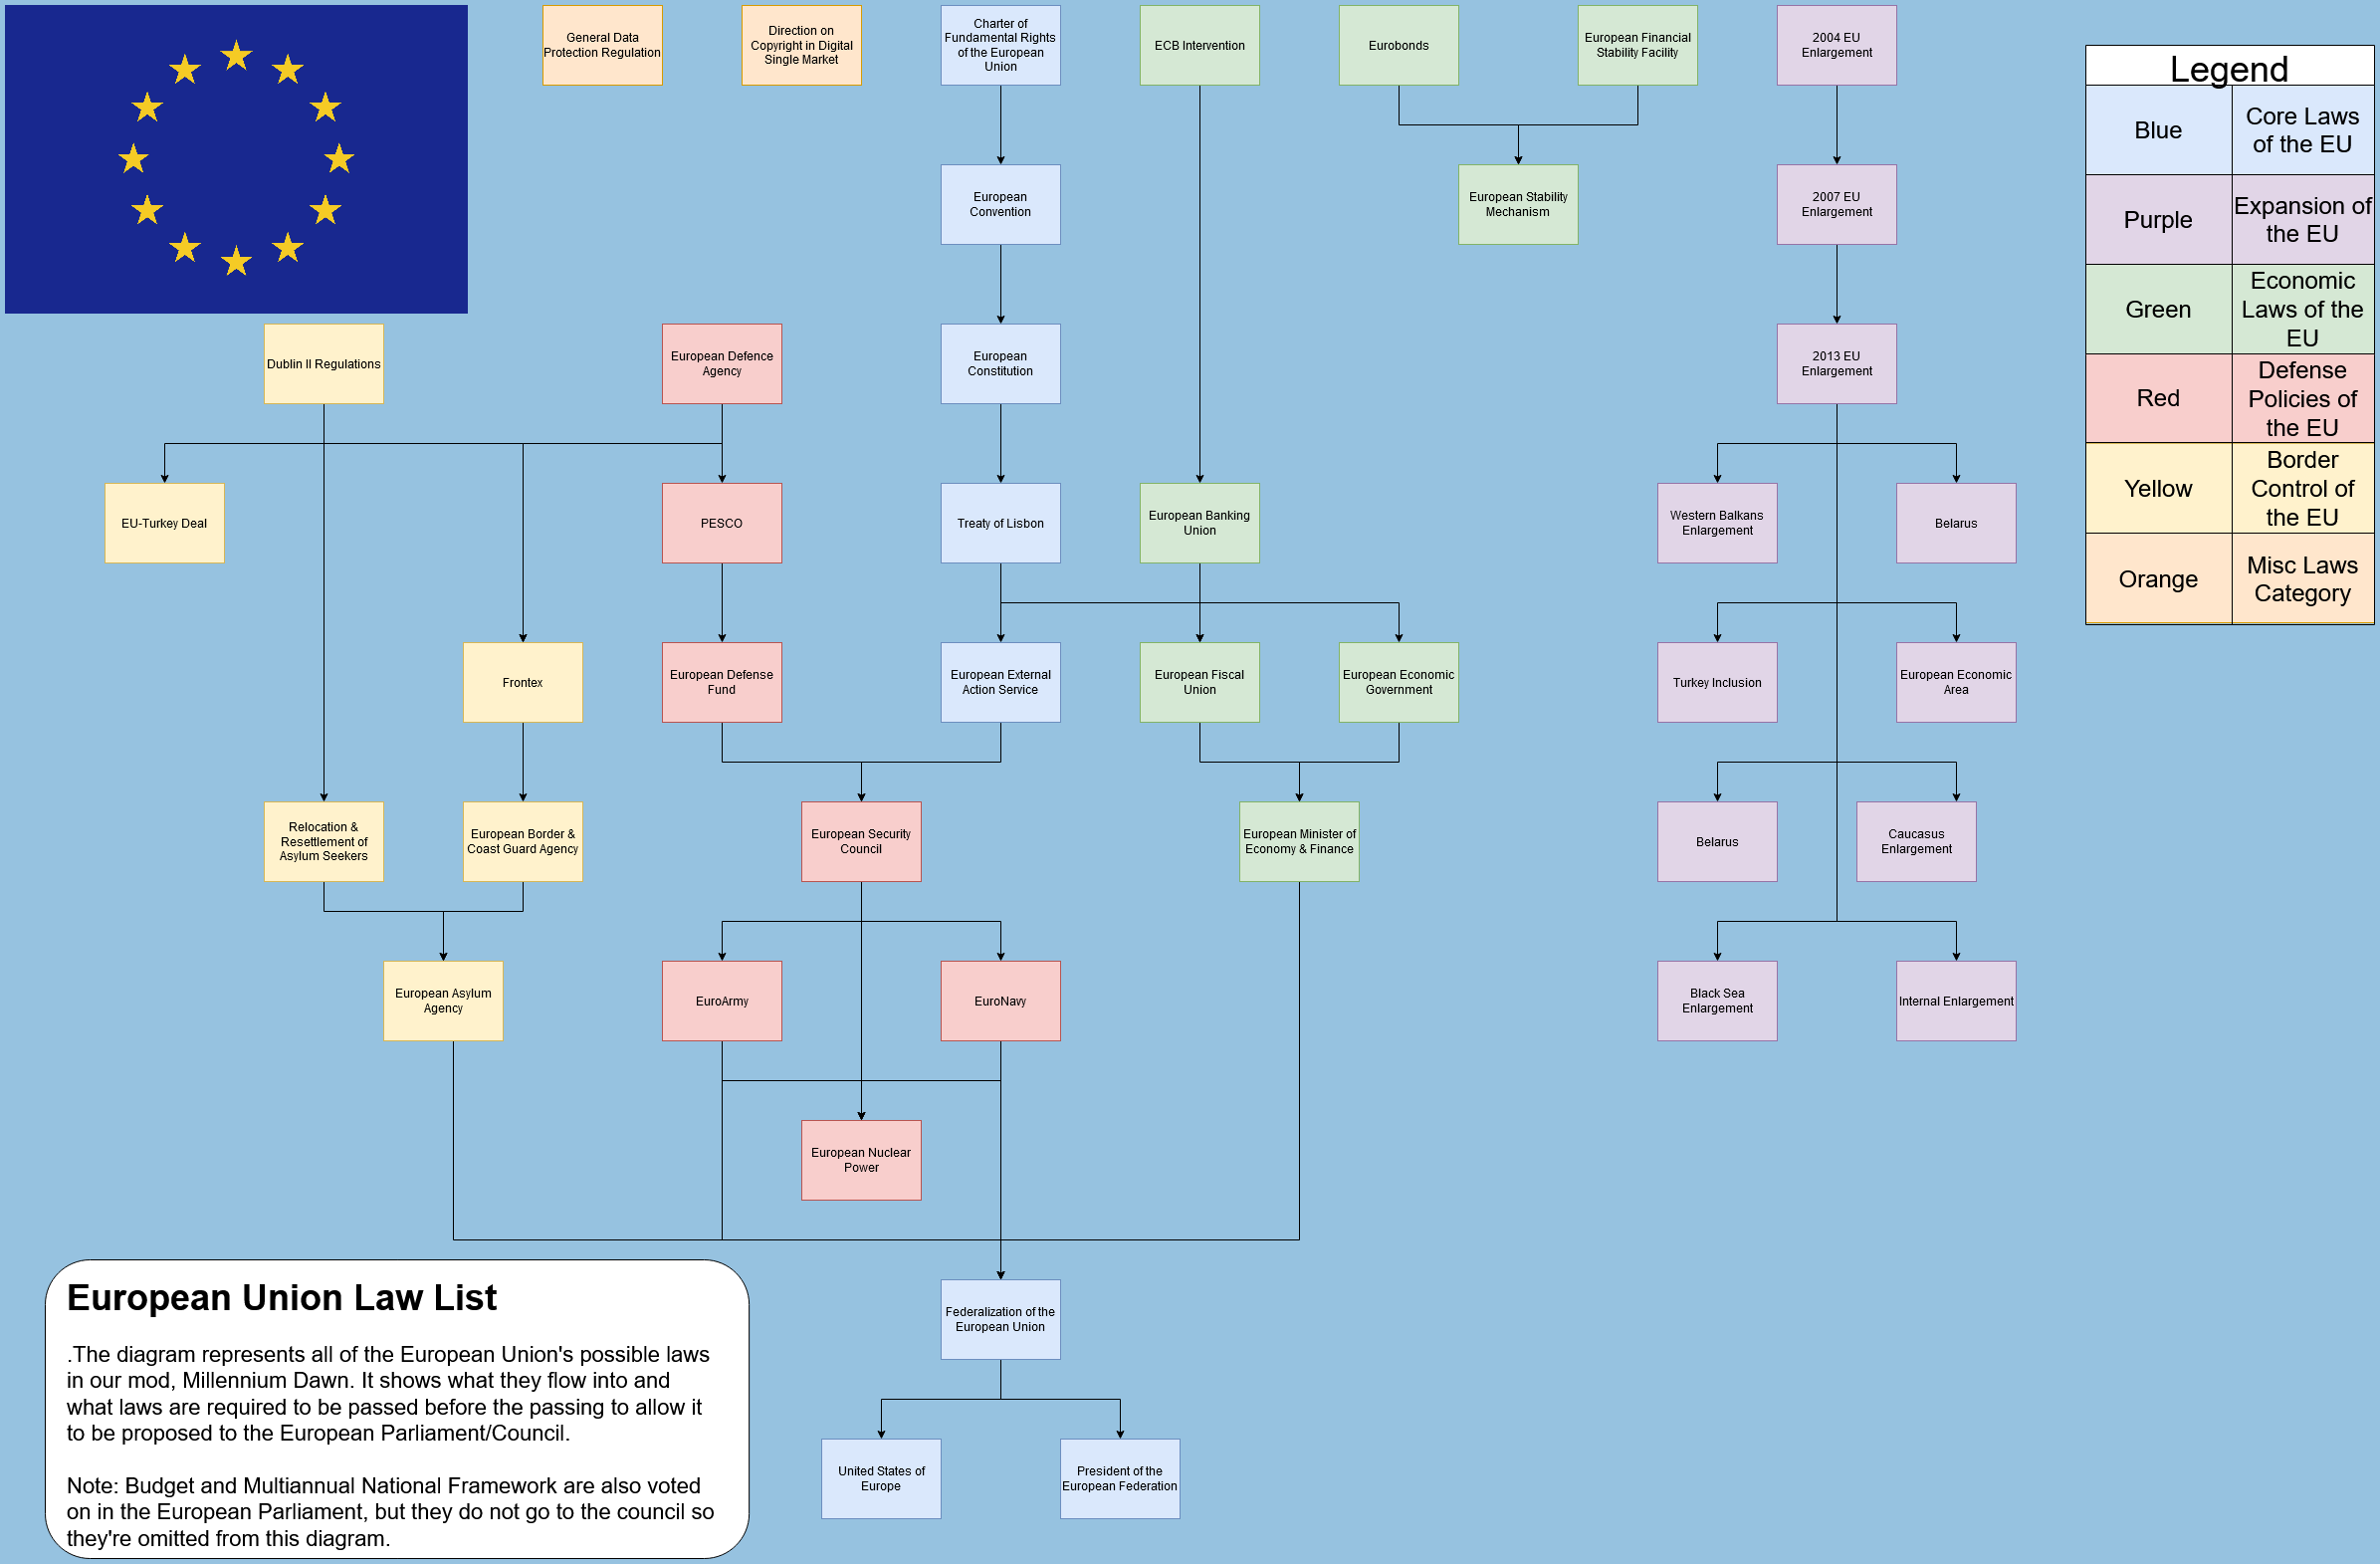 General Data
Protection Regulation
Direction on
Copyright in Digital
Single Market
Charter of
Fundamental Rights
of the European
Union
ECB Intervention
Eurobonds
European Financial
Stability Facility
2004 EU
Enlargement
Legend
Blue
Core Laws
of the EU
Purple
Expansion of
the EU
Green
Economic
Laws of the
EU
Red
Defense
Policies of
the EU
Yellow
Border
Control of
the EU
Orange
Misc Laws
Category
European
Convention
European Stability
Mechanism
2007 EU
Enlargement
Dublin II Regulations
European Defence
Agency
European
Constitution
2013 EU
Enlargement
EU-Turkey Deal
PESCO
Treaty of Lisbon
European Banking
Union
Western Balkans
Enlargement
Belarus
Frontex
European Defense
Fund
European External
Action Service
European Fiscal
Union
European Economic
Government
Turkey Inclusion
European Economic
Area
Relocation &
Resettlement of
Asylum Seekers
European Border &
Coast Guard Agency
European Security
Council
European Minister of
Economy & Finance
Belarus
Caucasus
Enlargement
European Asylum
Agency
EuroArmy
EuroNavy
Black Sea
Enlargement
Internal Enlargement
European Nuclear
Power
Federalization of the
European Union
United States of
Europe
President of the
European Federation
European Union Law List
.The diagram represents all of the European Union's possible laws
in our mod, Millennium Dawn. It shows what they flow into and
what laws are required to be passed before the passing to allow it
to be proposed to the European Parliament/Council.
Note: Budget and Multiannual National Framework are also voted
on in the European Parliament, but they do not go to the council so
they're omitted from this diagram.